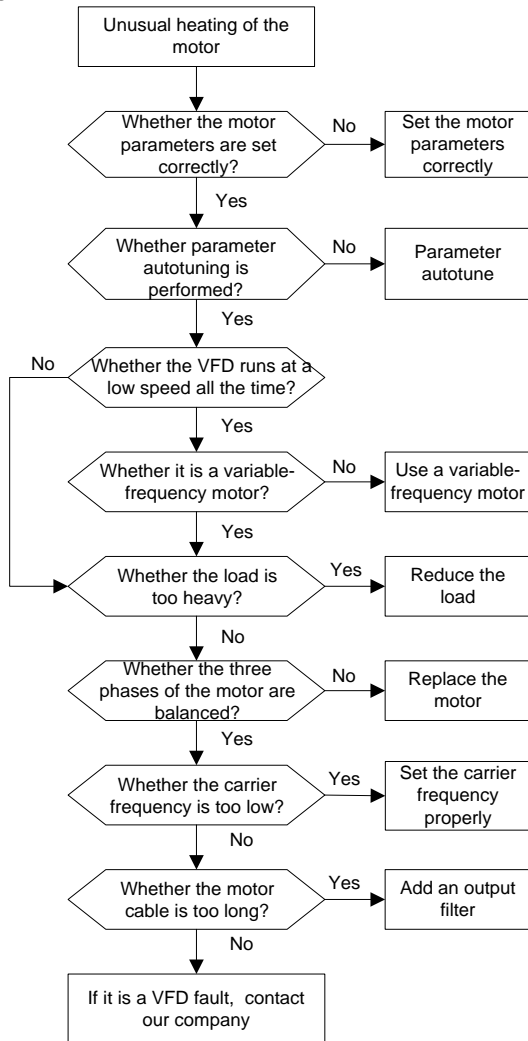 Unusual heating of the
motor
Whether the motor
parameters are set
correctly?
No
Set the motor
parameters
correctly
Yes
Whether parameter
autotuning is
performed?
No
Parameter
autotune
Yes
No
Whether the VFD runs at a
low speed all the time?
Yes
Whether it is a variable-
frequency motor?
No
Use a variable-
frequency motor
Yes
Whether the load is
too heavy?
Yes
Reduce the
load
No
Whether the three
phases of the motor are
balanced?
No
Replace the
motor
Yes
Whether the carrier
frequency is too low?
Yes
Set the carrier
frequency
properly
No
Whether the motor
cable is too long?
Yes
Add an output
filter
No
If it is a VFD fault, contact
our company